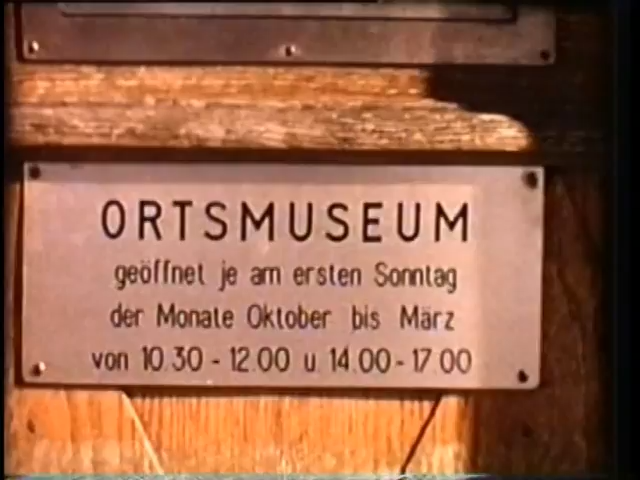 ORTSMUSEUM
geöffnet je am ersten Sonntag
der Monate Oktober bis März
von 10.30 - 12.00 u. 14.00 - 17.00